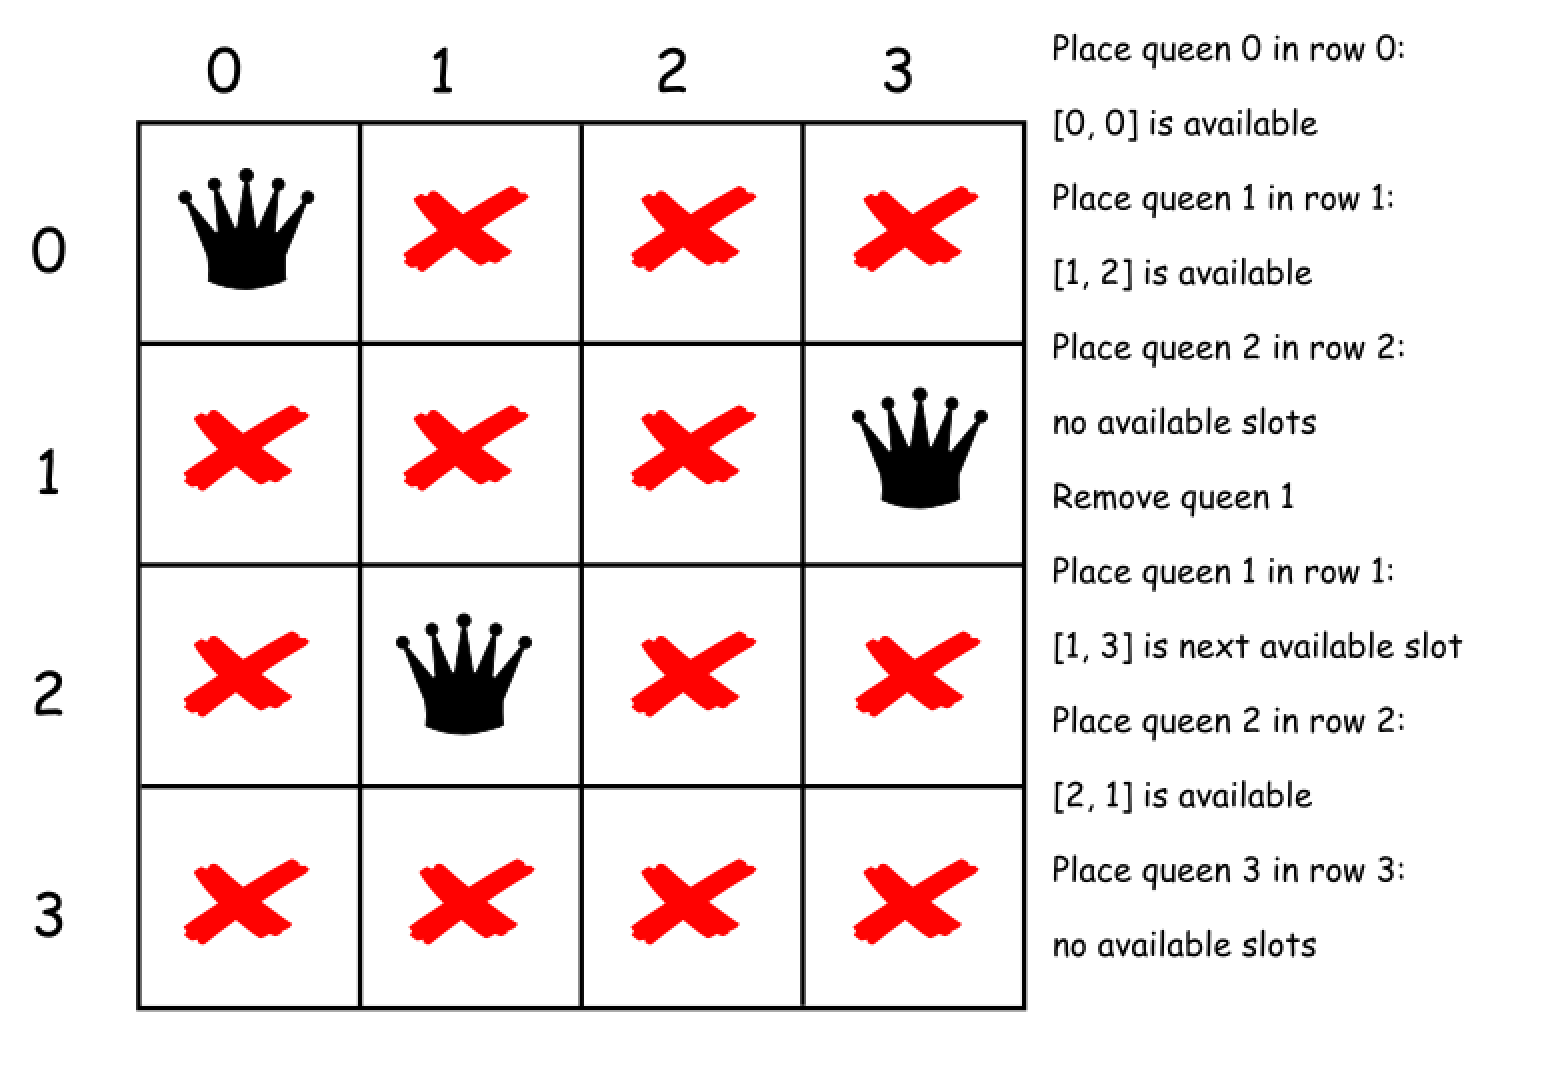 0 1 2 3
0
1
2
3
Place queen 0 in row 0:
[0, 0] is available
Place queen 1 in row 1:
[1, 2] is available
Place queen 2 in row 2:
no available slots
Remove queen 1
Place queen 1 in row 1:
[1, 3] is next available slot
Place queen 2 in row 2:
[2, 1] is available
Place queen 3 in row 3:
no available slots